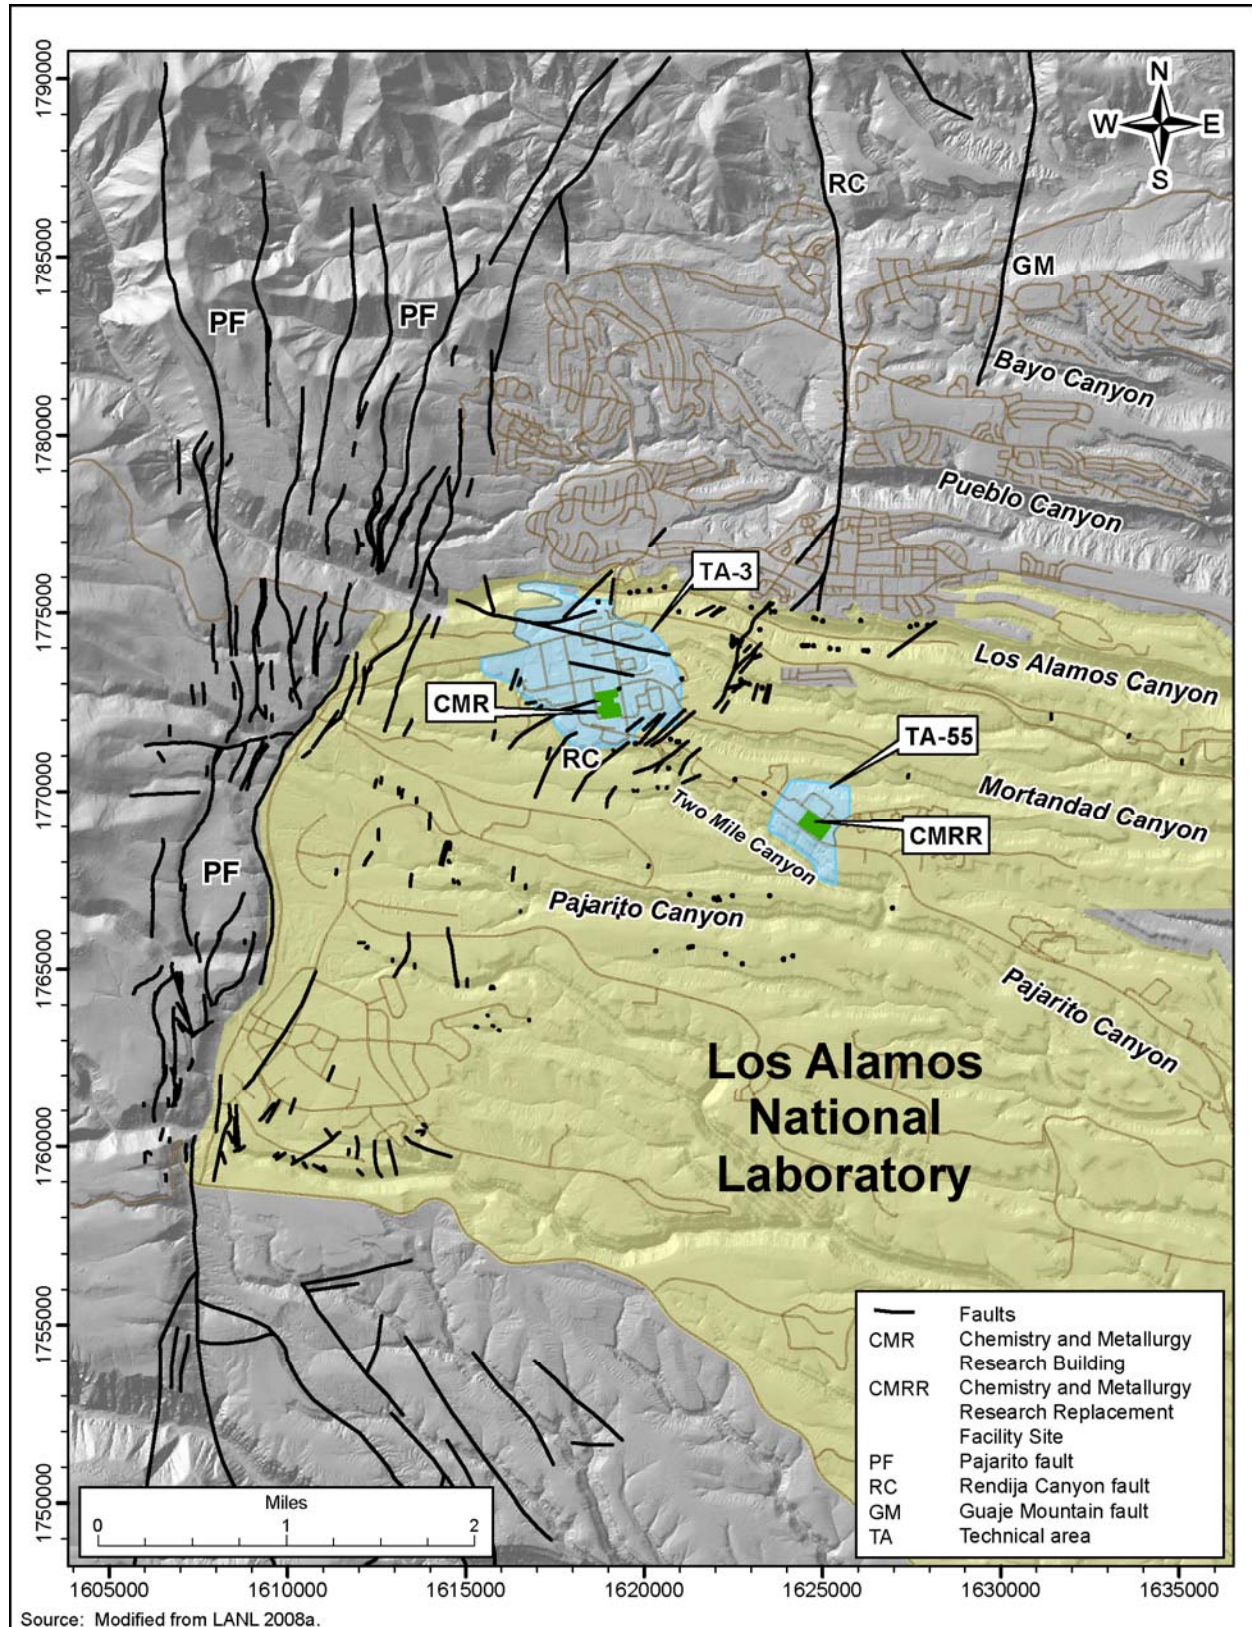 1790000
1785000
1780000
1775000
1770000
1765000
1760000
1755000
1750000
N
W
E
S
RC
GM
PF
PF
Bayo Canyon
Pueblo Canyon
TA-3
Los Alamos Canyon
CMR
TA-55
RC
Mortandad Canyon
Two Mile Canyon
CMRR
PF
Pajarito Canyon
Pajarito Canyon
Los Alamos
National
Laboratory
Faults
CMR Chemistry and Metallurgy
Research Building
CMRR Chemistry and Metallurgy
Research Replacement
Facility Site
PF Pajarito fault
RC Rendija Canyon fault
GM Guaje Mountain fault
TA Technical area
Miles
0 1 2
1605000 1610000 1615000 1620000 1625000 1630000 1635000
Source: Modified from LANL 2008a.